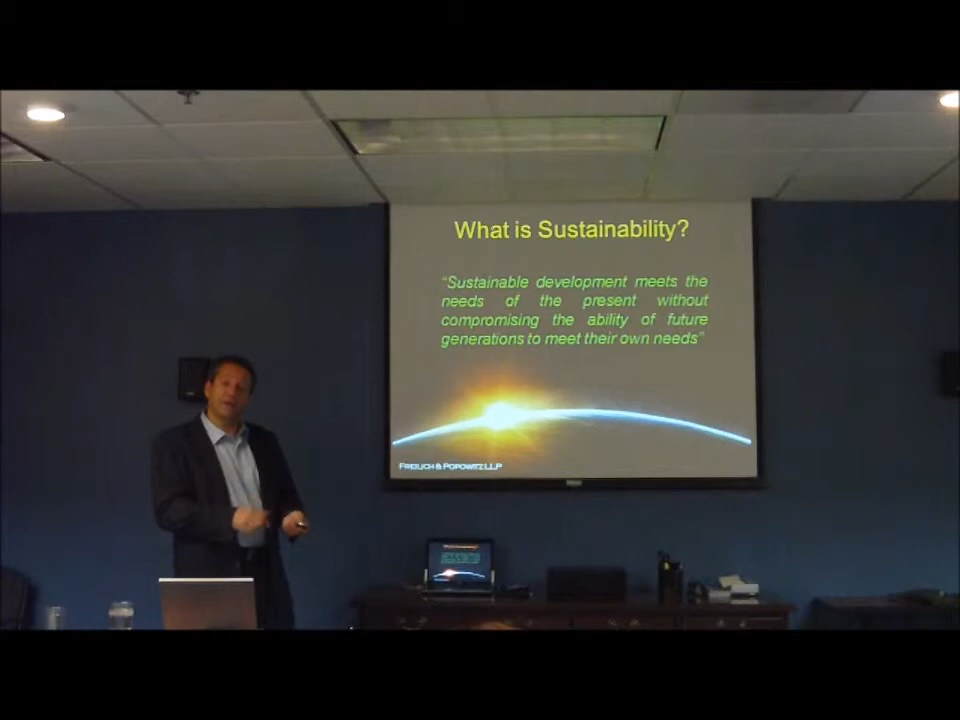 What is Sustainability?
“Sustainable development meets the
needs of the present without
compromising the ability of future
generations to meet their own needs”
FREILICH & POPOWITZ LLP